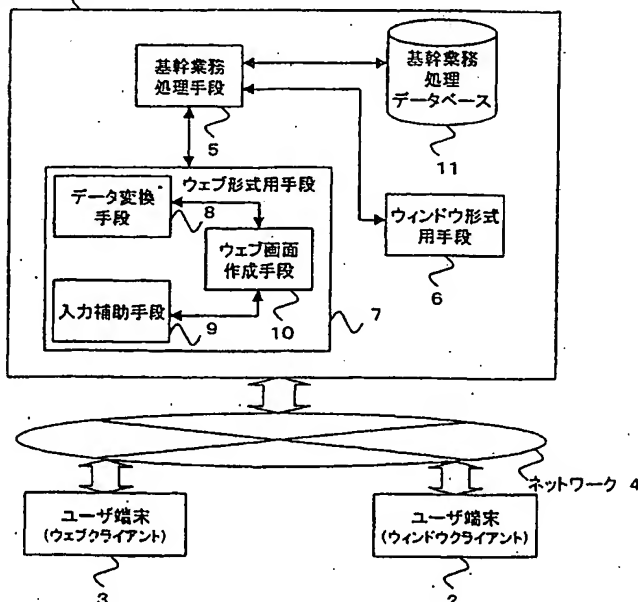 基幹業務
処理手段
5
基幹業務
処理
データベース
11
ウェブ形式用手段
データ変換
手段
8
ウェブ画面
作成手段
10
入力補助手段
9
7
ウィンドウ形式
用手段
6
ネットワーク 4
ユーザ端末
(ウェブクライアント)
3
ユーザ端末
(ウィンドウクライアント)
2